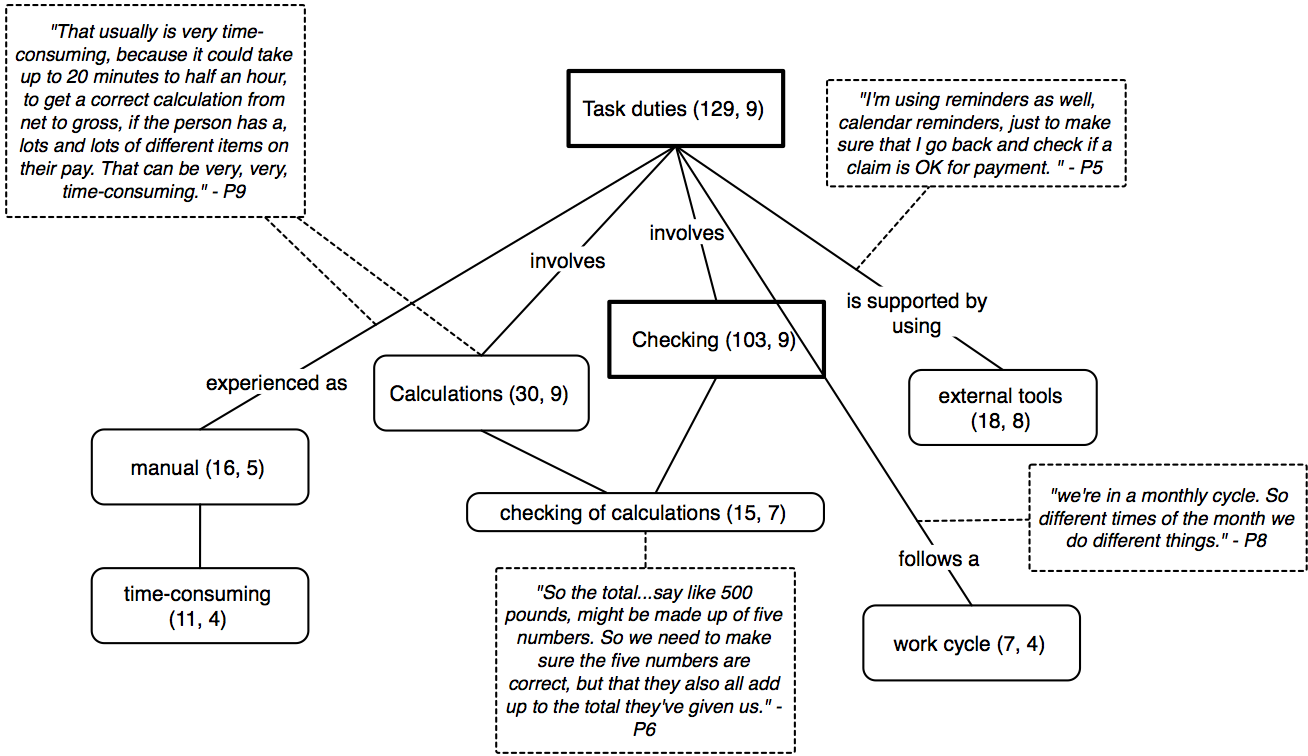 "That usually is very time-
consuming, because it could take
up to 20 minutes to half an hour,
to get a correct calculation from
net to gross, if the person has a,
lots and lots of different items on
their pay. That can be very, very,
time-consuming." - P9
Task duties (129, 9)
"I'm using reminders as well,
calendar reminders, just to make
sure that I go back and check if a
claim is OK for payment. " - P5
involves
involves
is supported by
using
experienced as
Checking (103, 9)
Calculations (30, 9)
external tools
(18, 8)
manual (16, 5)
checking of calculations (15, 7)
"we're in a monthly cycle. So
different times of the month we
do different things." - P8
follows a
time-consuming
(11, 4)
"So the total...say like 500
pounds, might be made up of five
numbers. So we need to make
sure the five numbers are
correct, but that they also all add
up to the total they've given us." -
P6
work cycle (7, 4)